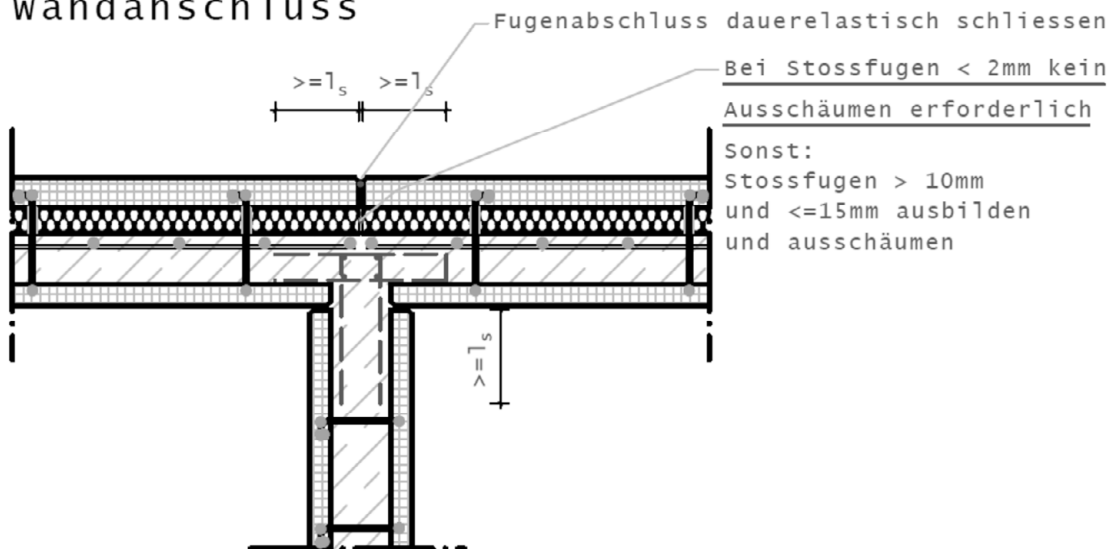 Wandanschluss
Fugenabschluss dauerelastisch schliessen
Bei Stossfugen < 2mm kein
Ausschäumen erforderlich
>=ls >=ls
Sonst:
Stossfugen > 10mm
und <=15mm ausbilden
und ausschäumen
>=ls